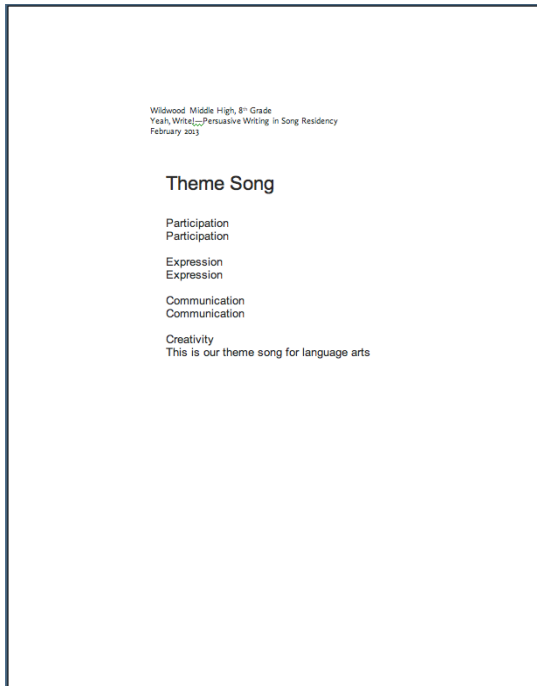 Wildwood Middle High, 8th Grade
Yeah, Write!—Persuasive Writing in Song Residency
February 2013
Theme Song
Participation
Participation
Expression
Expression
Communication
Communication
Creativity
This is our theme song for language arts